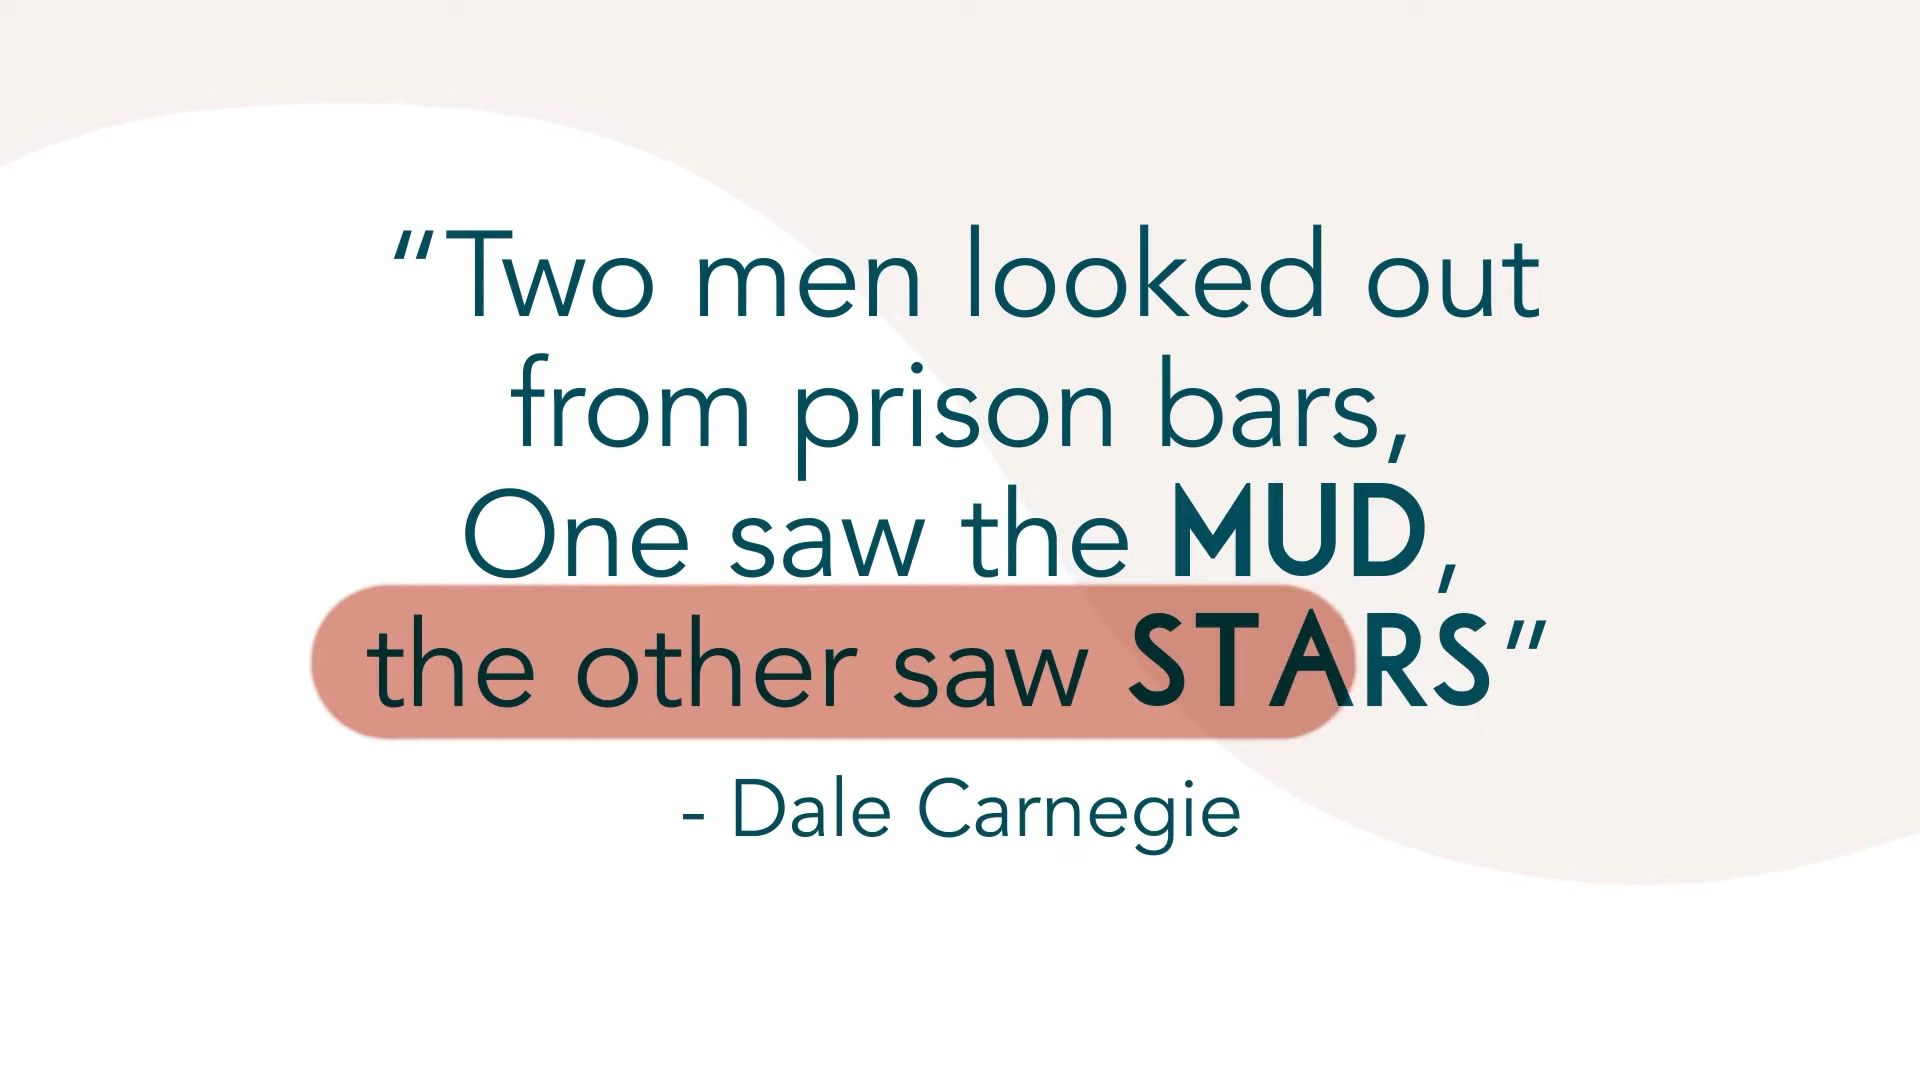 “Two men looked out
from prison bars,
One saw the MUD,
the other saw STARS”
- Dale Carnegie